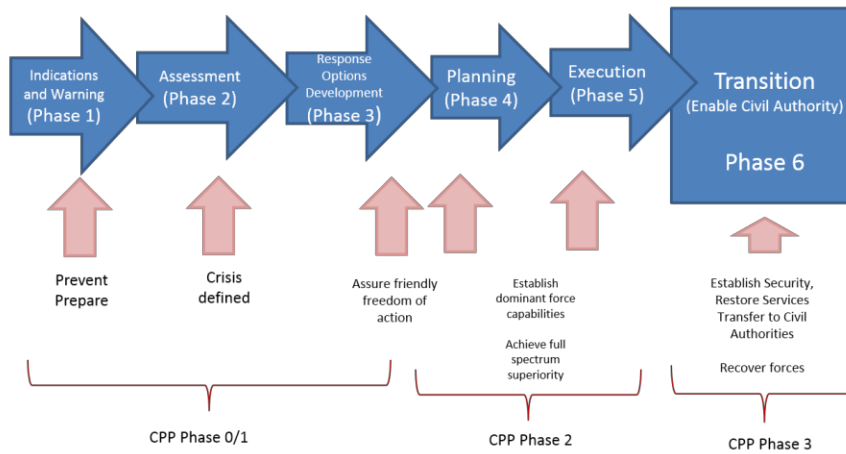 Indications
and Warning
(Phase 1)
Assessment
(Phase 2)
Response
Options
Development
(Phase 3)
Planning
(Phase 4)
Execution
(Phase 5)
Transition
(Enable Civil Authority)
Phase 6
Prevent
Prepare
Crisis
defined
Assure friendly
freedom of
action
Establish
dominant force
capabilities
Achieve full
spectrum
superiority
Establish Security,
Restore Services
Transfer to Civil
Authorities
Recover forces
CPP Phase 0/1
CPP Phase 2
CPP Phase 3